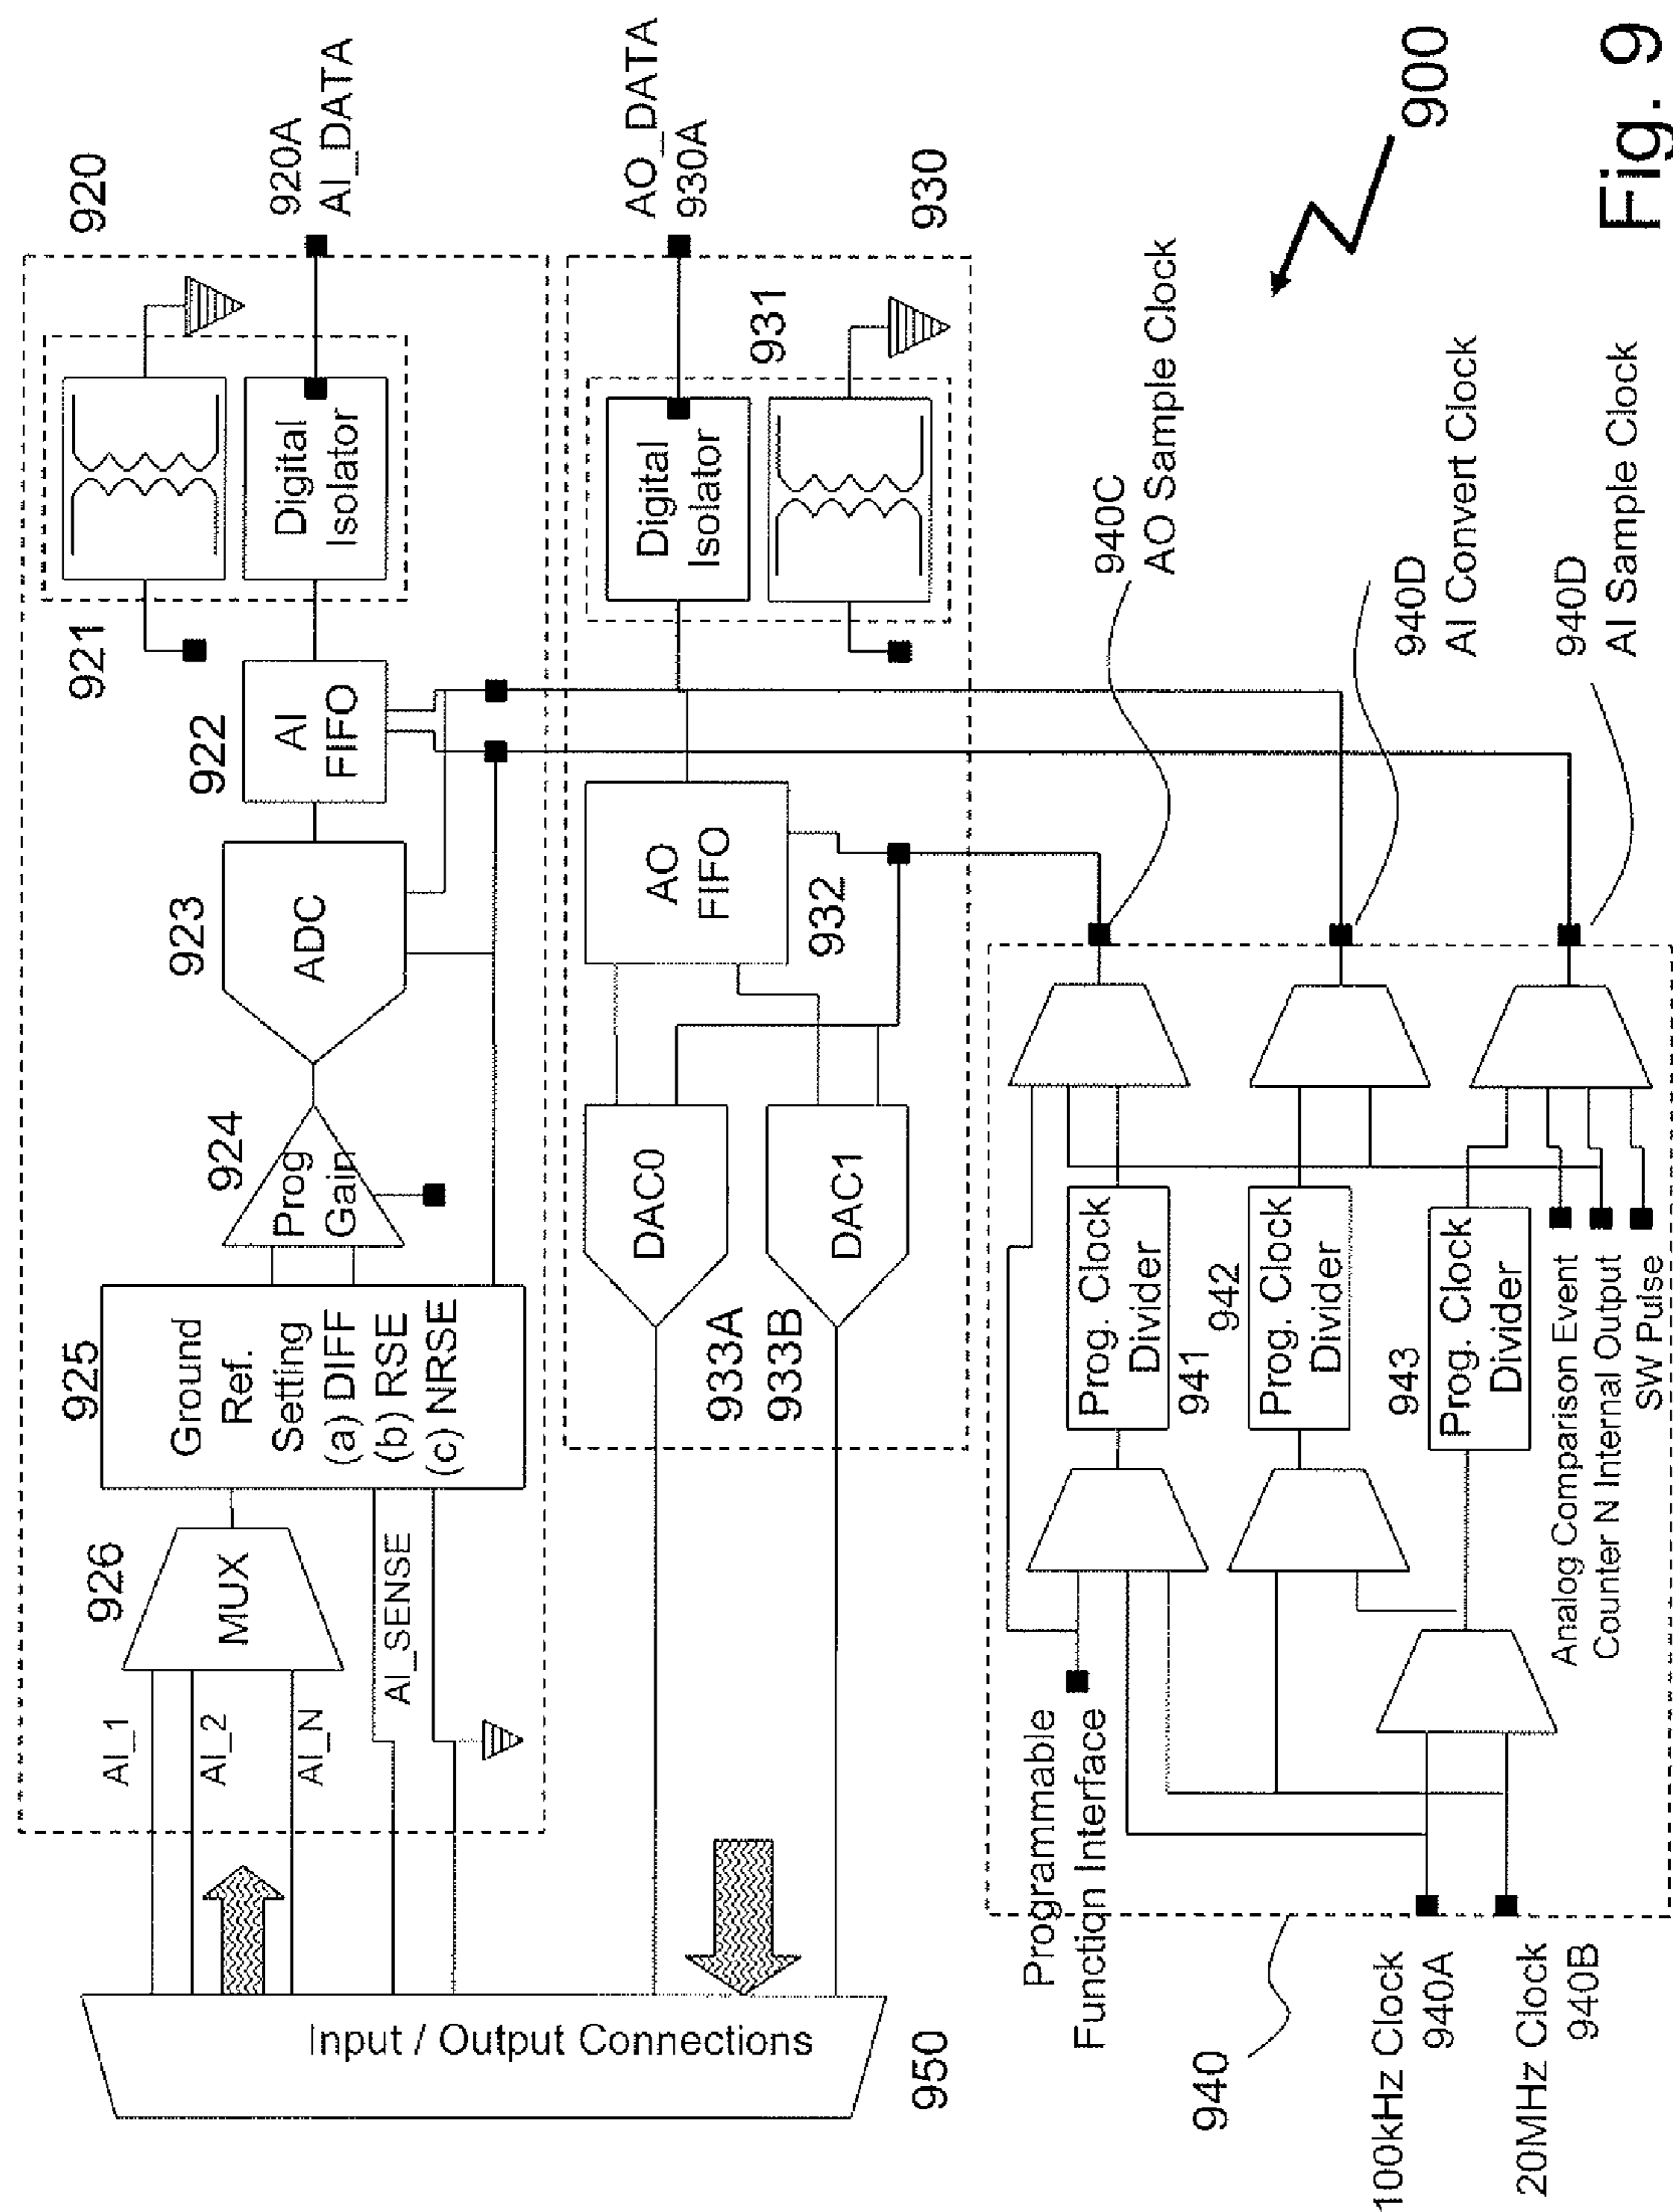 920
920A
AI_DATA
AO_DATA
930A
930
921
Digital
Isolator
922
AI
FIFO
923
ADC
924
Prog
Gain
925
Ground
Ref.
Setting
(a) DIFF
(b) RSE
(c) NRSE
926
MUX
AI_1
AI_2
AI_N
AI_SENSE
931
Digital
Isolator
AO
FIFO
932
DAC0
933A
DAC1
933B
Input / Output Connections
950
940C
AO Sample Clock
940D
AI Convert Clock
940D
AI Sample Clock
Prog. Clock
Divider
941
Prog. Clock
Divider
942
Prog. Clock
Divider
943
Analog Comparison Event
Counter N Internal Output
SW Pulse
Programmable
Function Interface
940
100kHz Clock
940A
20MHz Clock
940B
900
Fig. 9